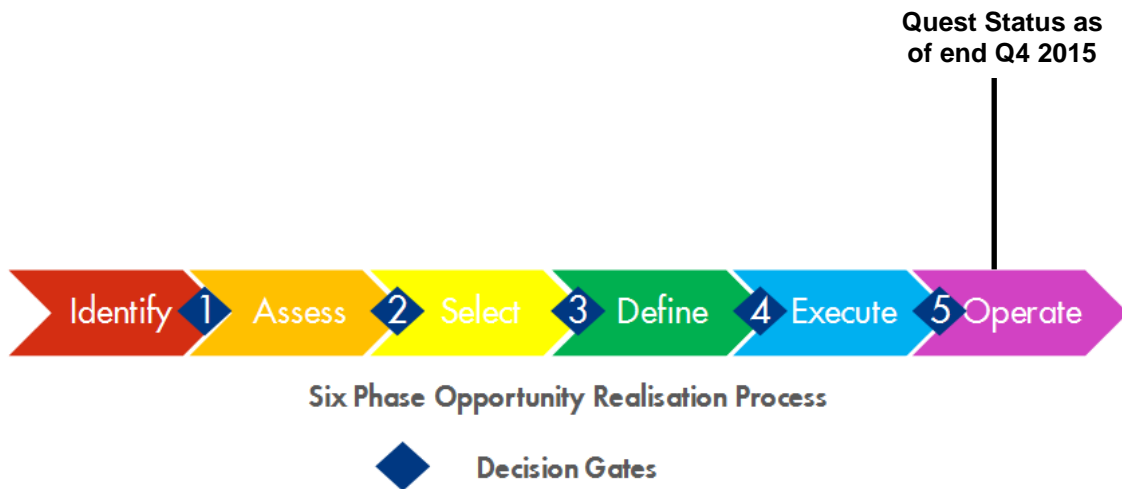 Quest Status as
of end Q4 2015
Identify 1 Assess 2 Select 3 Define 4 Execute 5 Operate
Six Phase Opportunity Realisation Process
Decision Gates